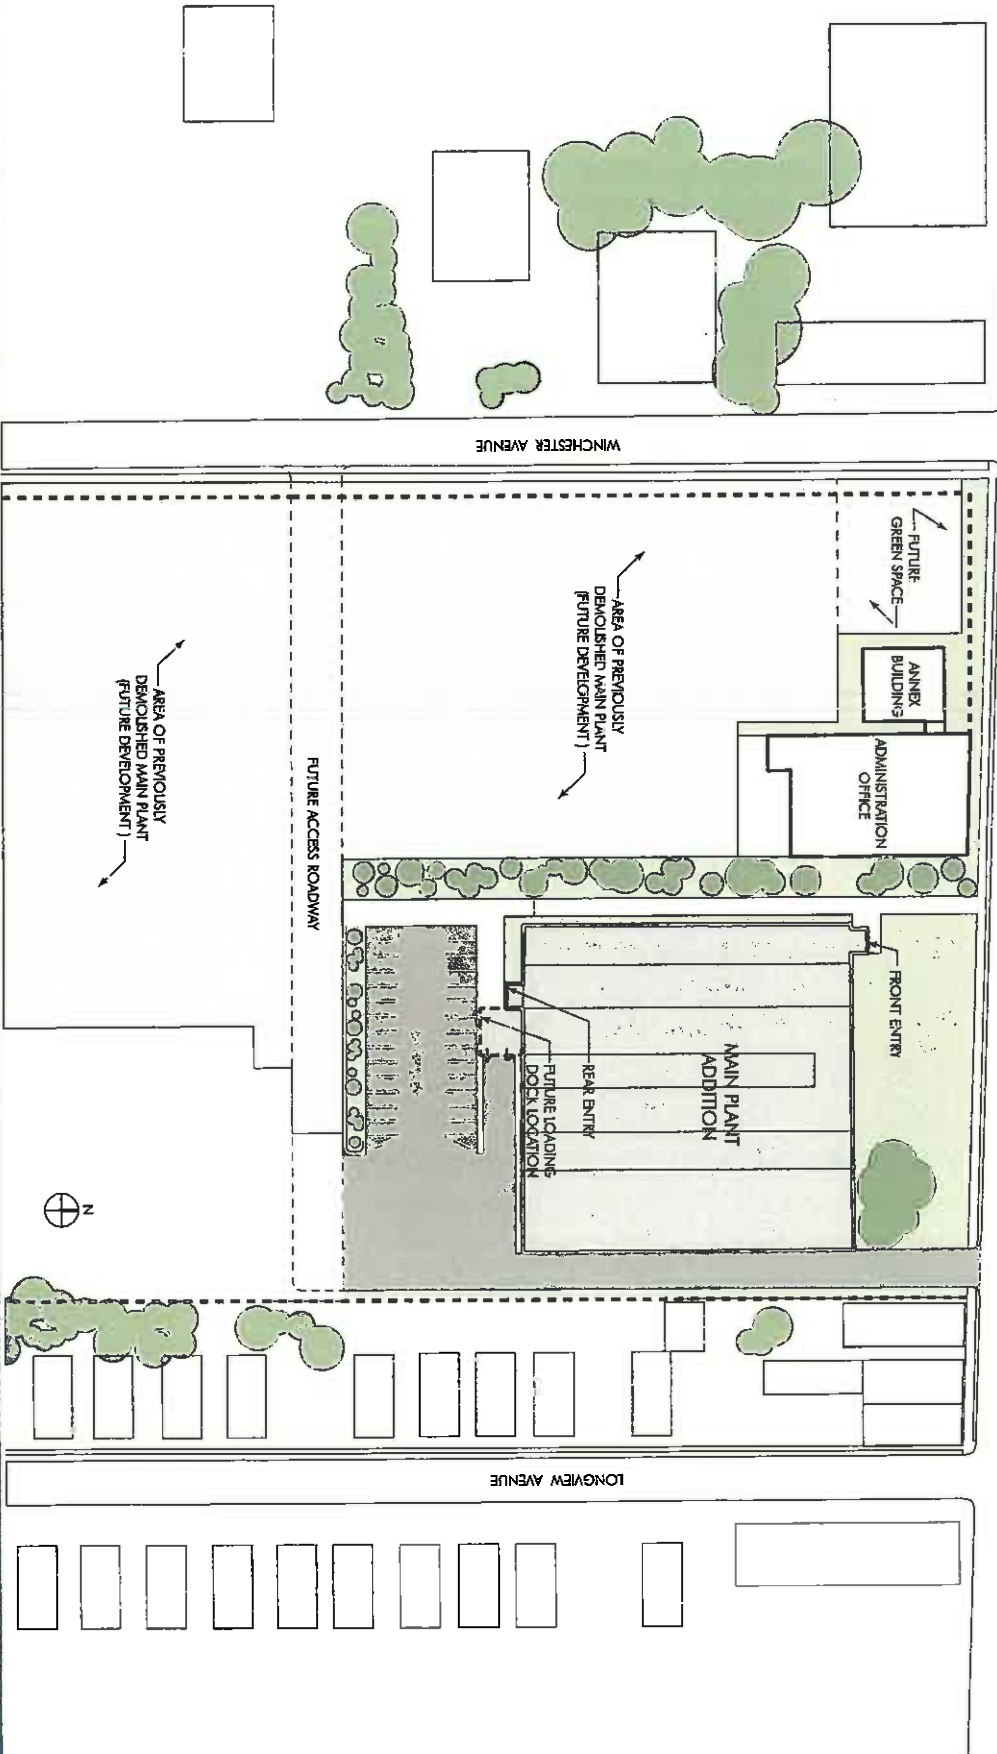 WINCHESTER AVENUE
FUTURE
GREEN SPACE
ANNEX
BUILDING
ADMINISTRATION
OFFICE
AREA OF PREVIOUSLY
DEMOLISHED MAIN PLANT
(FUTURE DEVELOPMENT)
AREA OF PREVIOUSLY
DEMOLISHED MAIN PLANT
(FUTURE DEVELOPMENT)
FUTURE ACCESS ROADWAY
FRONT ENTRY
MAIN PLANT
ADDITION
REAR ENTRY
FUTURE LOADING
DOCK LOCATION
N
LONGVIEW AVENUE